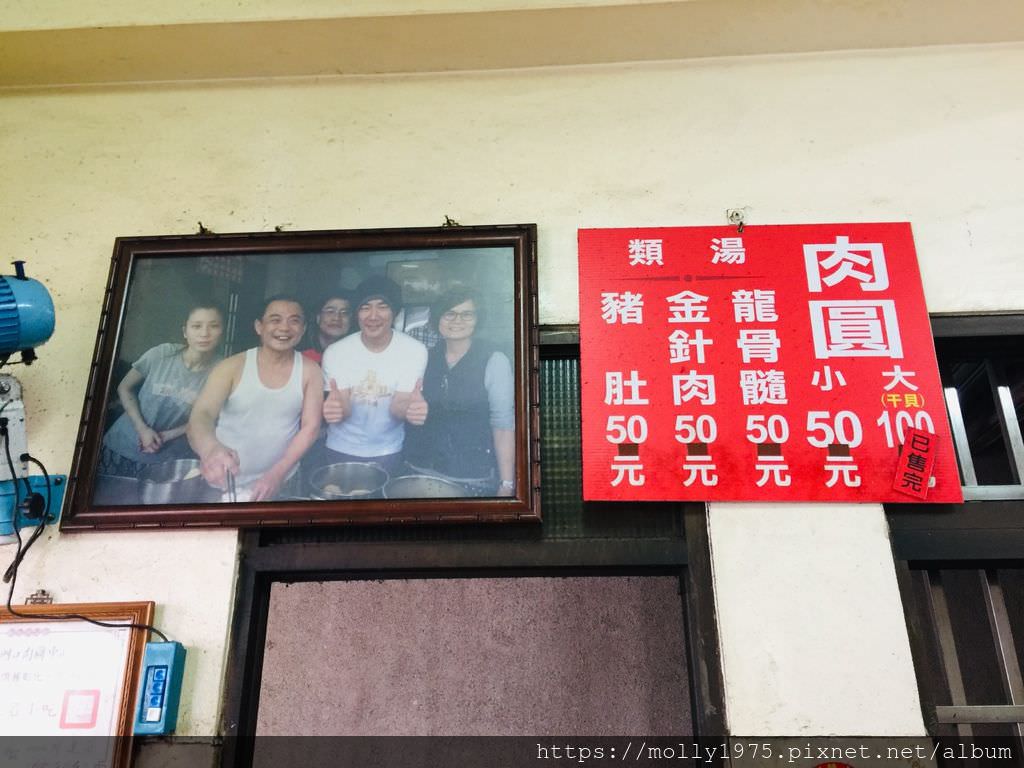 肉圓
小 50元
大 (干貝) 100
已售完
湯類
龍骨髓 50元
金針肉 50元
豬肚 50元
https://molly1975.pixnet.net/album